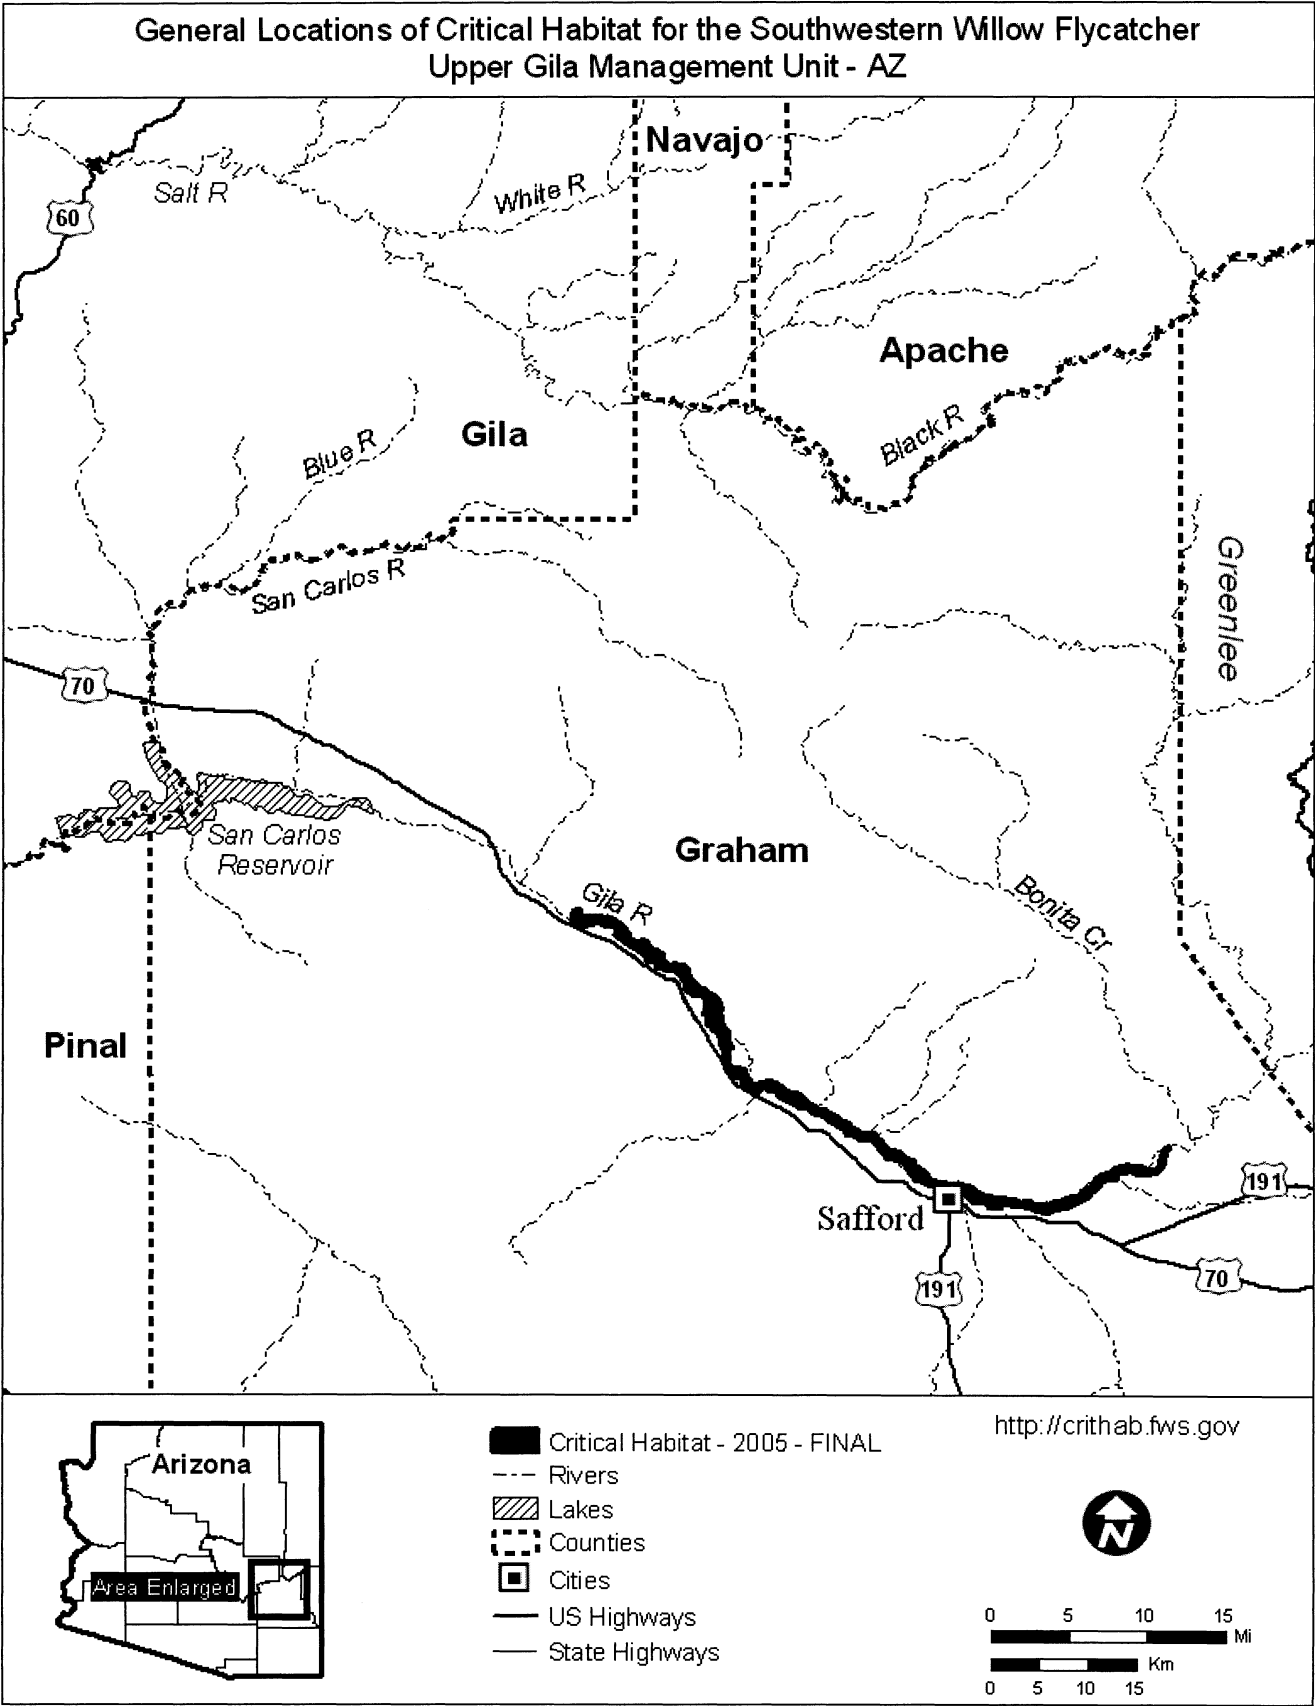 General Locations of Critical Habitat for the Southwestern Willow Flycatcher
Upper Gila Management Unit - AZ
Navajo
Salt R
White R
60
Apache
Black R
Gila
Blue R
San Carlos R
Greenlee
70
San Carlos
Reservoir
Graham
Gila R
Bonita Cr
Pinal
191
Safford
70
191
Arizona
Area Enlarged
Critical Habitat - 2005 - FINAL
Rivers
Lakes
Counties
Cities
US Highways
State Highways
http://crithab.fws.gov
N
0 5 10 15
Mi
Km
0 5 10 15